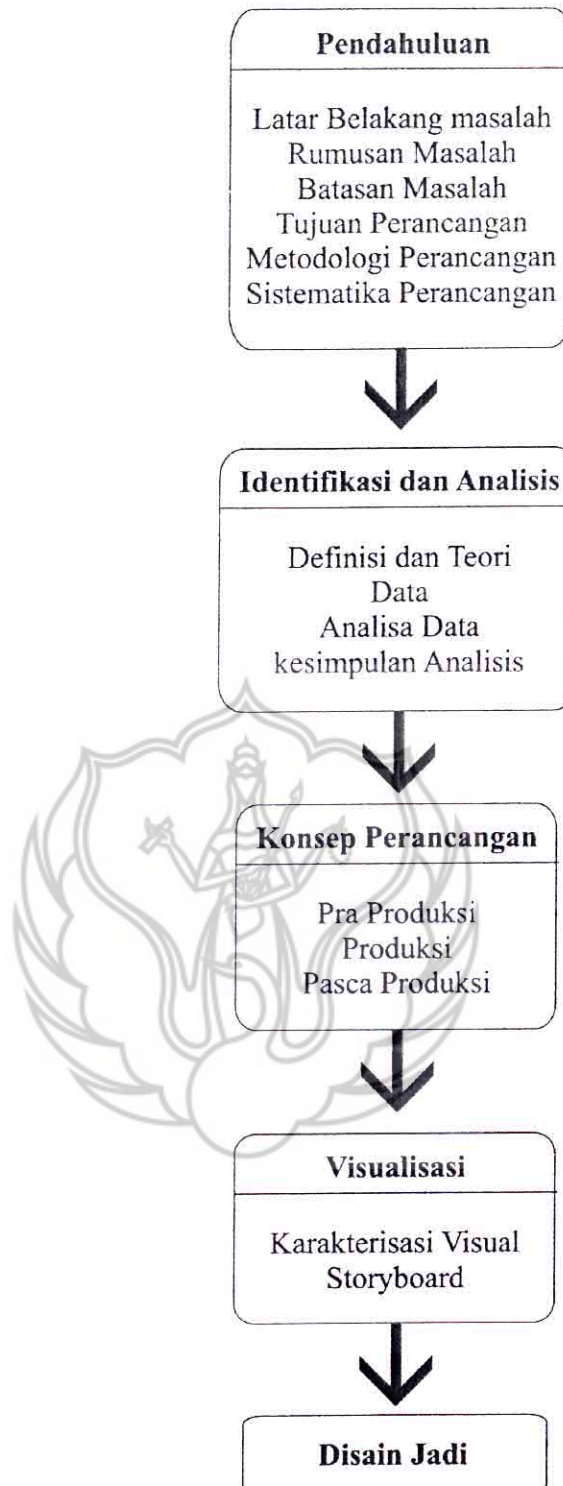 Pendahuluan
Latar Belakang masalah
Rumusan Masalah
Batasan Masalah
Tujuan Perancangan
Metodologi Perancangan
Sistematika Perancangan
Identifikasi dan Analisis
Definisi dan Teori
Data
Analisa Data
kesimpulan Analisis
Konsep Perancangan
Pra Produksi
Produksi
Pasca Produksi
Visualisasi
Karakterisasi Visual
Storyboard
Disain Jadi